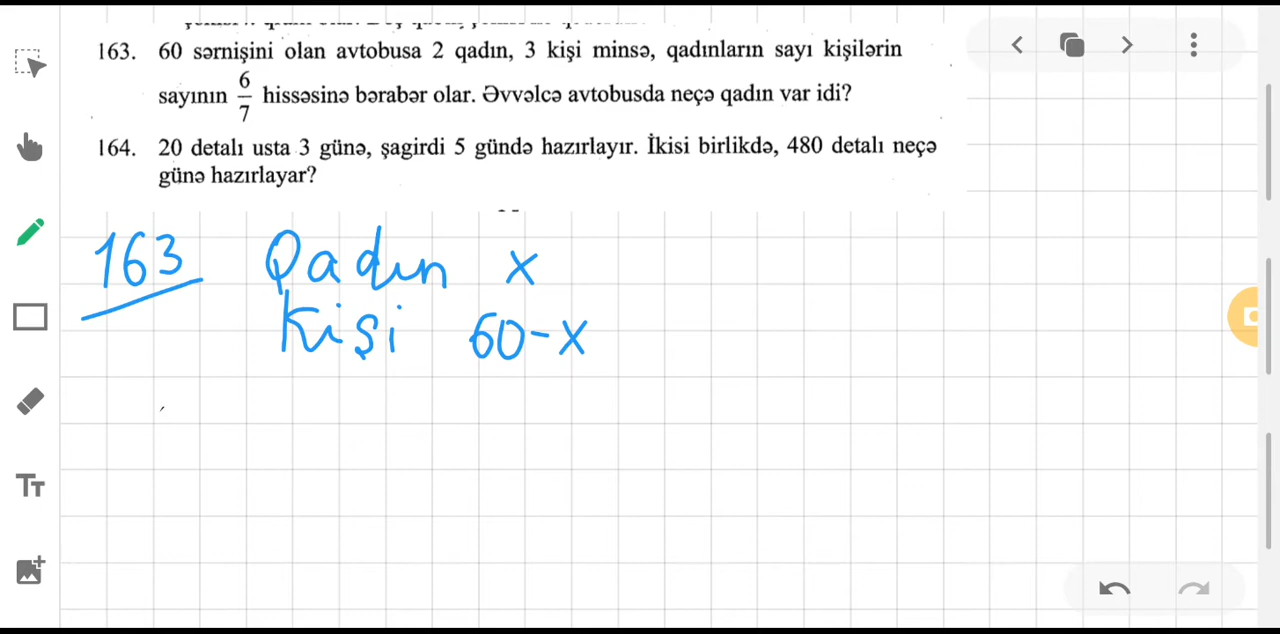 163. 60 sərnişini olan avtobusa 2 qadın, 3 kişi minsə, qadınların sayı kişilərin
sayının 6/7 hissəsinə bərabər olar. Əvvəlcə avtobusda neçə qadın var idi?
164. 20 detalı usta 3 günə, şagirdi 5 gündə hazırlayır. İkisi birlikdə, 480 detalı neçə
günə hazırlayar?
163 Qadın x
Kişi 60-x
TT